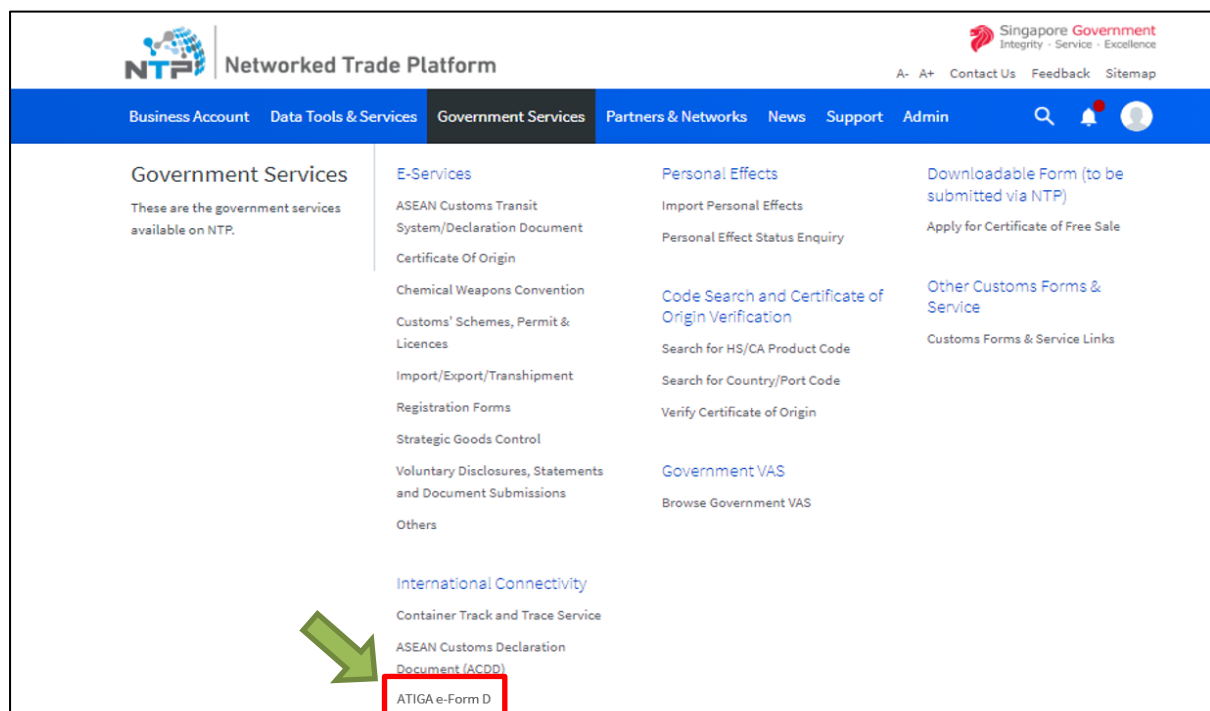 Singapore Government
Integrity · Service · Excellence
NTP
Networked Trade Platform
A- A+ Contact Us Feedback Sitemap
Business Account Data Tools & Services Government Services Partners & Networks News Support Admin
Government Services
These are the government services
available on NTP.
E-Services
ASEAN Customs Transit
System/Declaration Document
Certificate Of Origin
Chemical Weapons Convention
Customs' Schemes, Permit &
Licences
Import/Export/Transhipment
Registration Forms
Strategic Goods Control
Voluntary Disclosures, Statements
and Document Submissions
Others
International Connectivity
Container Track and Trace Service
ASEAN Customs Declaration
Document (ACDD)
ATIGA e-Form D
Personal Effects
Import Personal Effects
Personal Effect Status Enquiry
Code Search and Certificate of
Origin Verification
Search for HS/CA Product Code
Search for Country/Port Code
Verify Certificate of Origin
Government VAS
Browse Government VAS
Downloadable Form (to be
submitted via NTP)
Apply for Certificate of Free Sale
Other Customs Forms &
Service
Customs Forms & Service Links